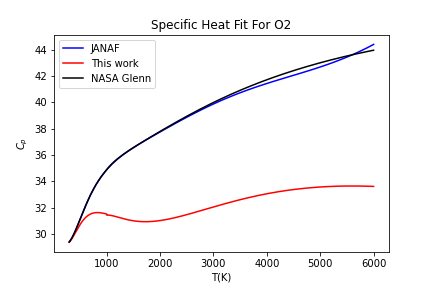 Specific Heat Fit For O2
JANAF
This work
NASA Glenn
44
42
40
38
36
34
32
30
C_p
1000 2000 3000 4000 5000 6000
T(K)